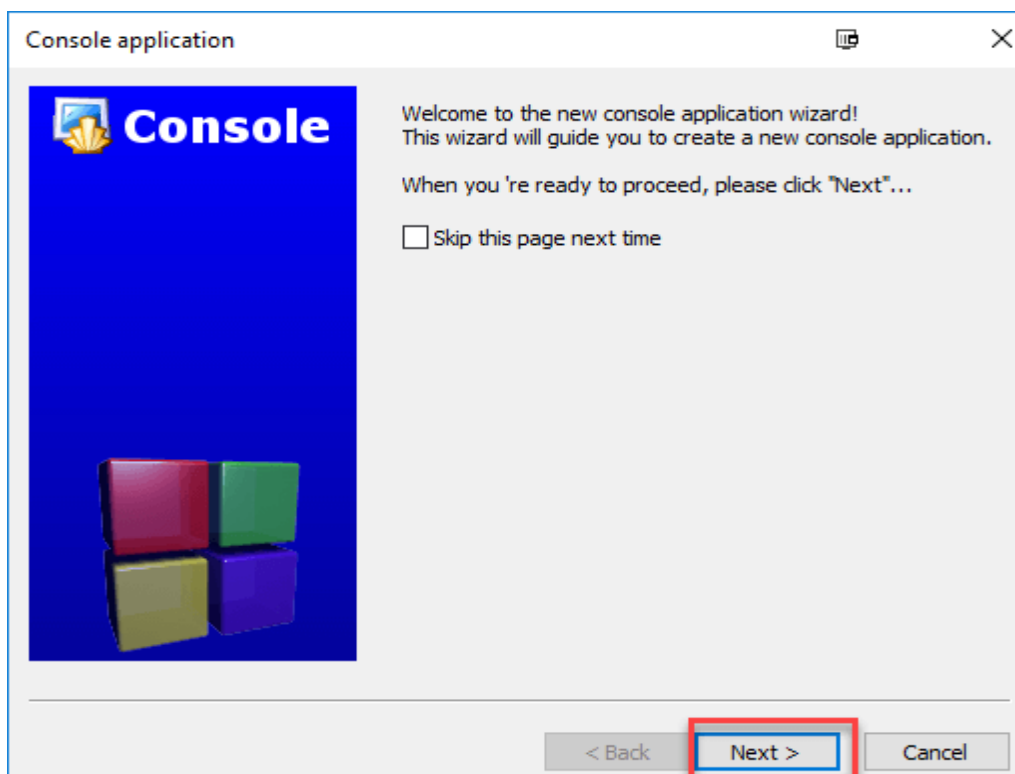 Console application
Console
Welcome to the new console application wizard!
This wizard will guide you to create a new console application.
When you 're ready to proceed, please click "Next"...
Skip this page next time
< Back
Next >
Cancel